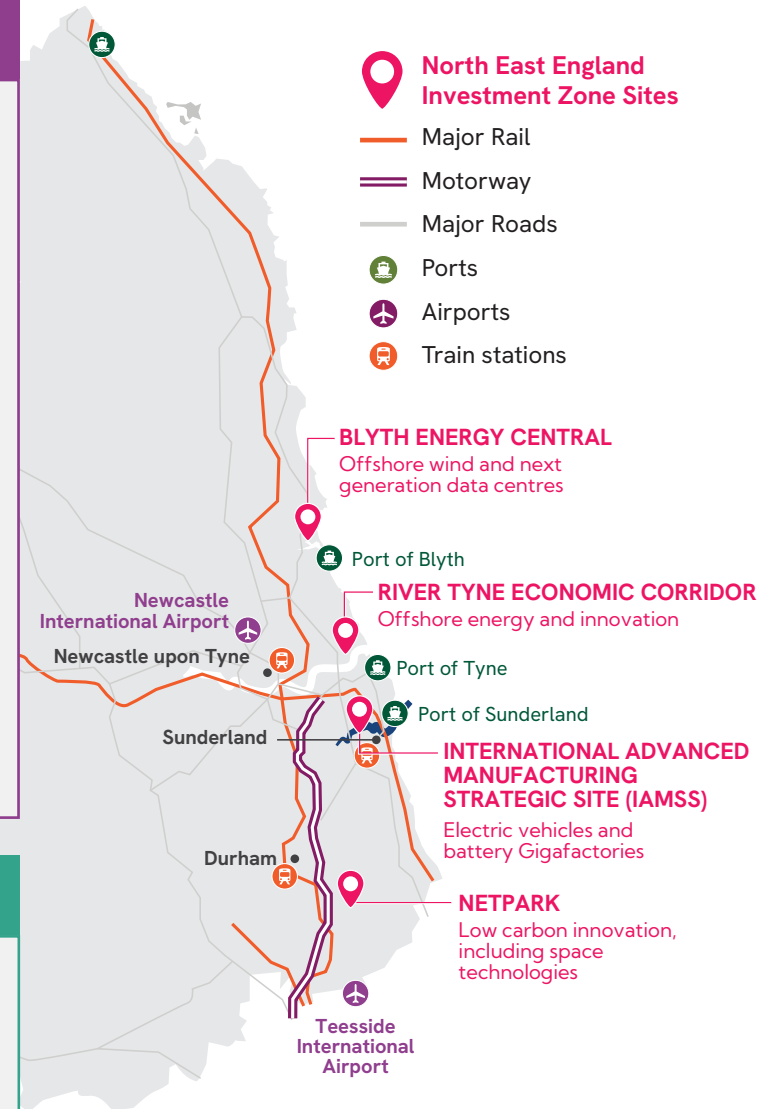 North East England
Investment Zone Sites
Major Rail
Motorway
Major Roads
Ports
Airports
Train stations
BLYTH ENERGY CENTRAL
Offshore wind and next
generation data centres
Port of Blyth
RIVER TYNE ECONOMIC CORRIDOR
Offshore energy and innovation
Newcastle
International Airport
Newcastle upon Tyne
Port of Tyne
Port of Sunderland
Sunderland
INTERNATIONAL ADVANCED
MANUFACTURING
STRATEGIC SITE (IAMSS)
Electric vehicles and
battery Gigafactories
Durham
NETPARK
Low carbon innovation,
including space
technologies
Teesside
International
Airport